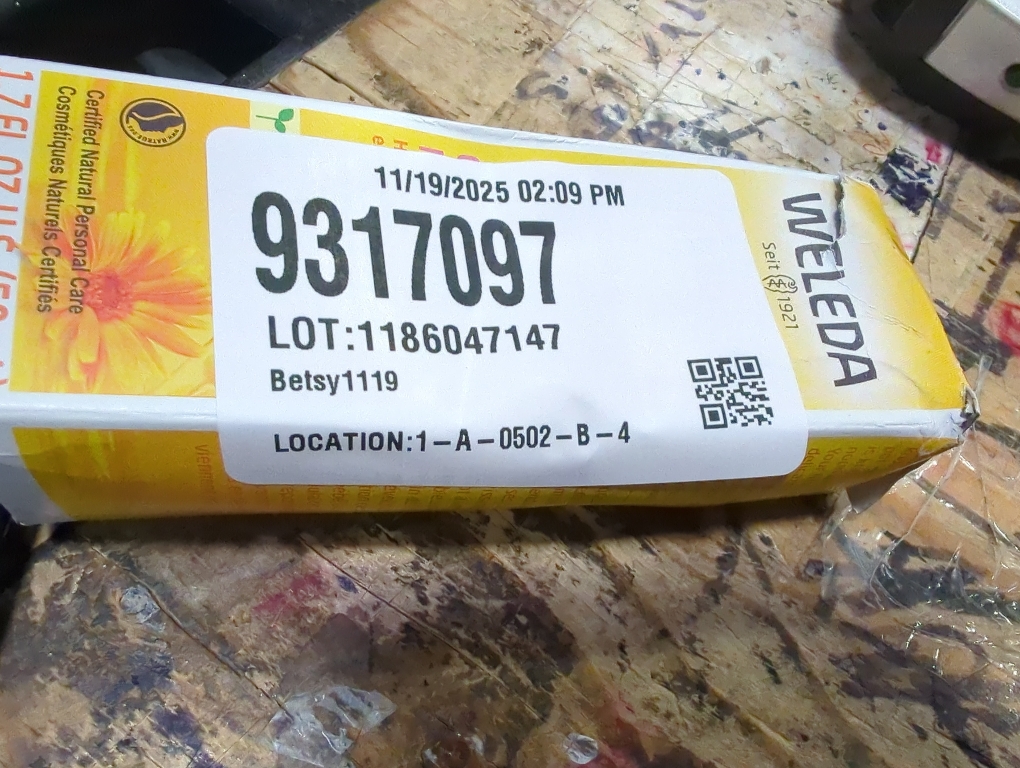 11/19/2025 02:09 PM
9317097
LOT:1186047147
Betsy1119
LOCATION:1-A-0502-B-4
WELEDA
Seit 1921
Certified Natural Personal Care
Cosmétiques Naturels Certifiés